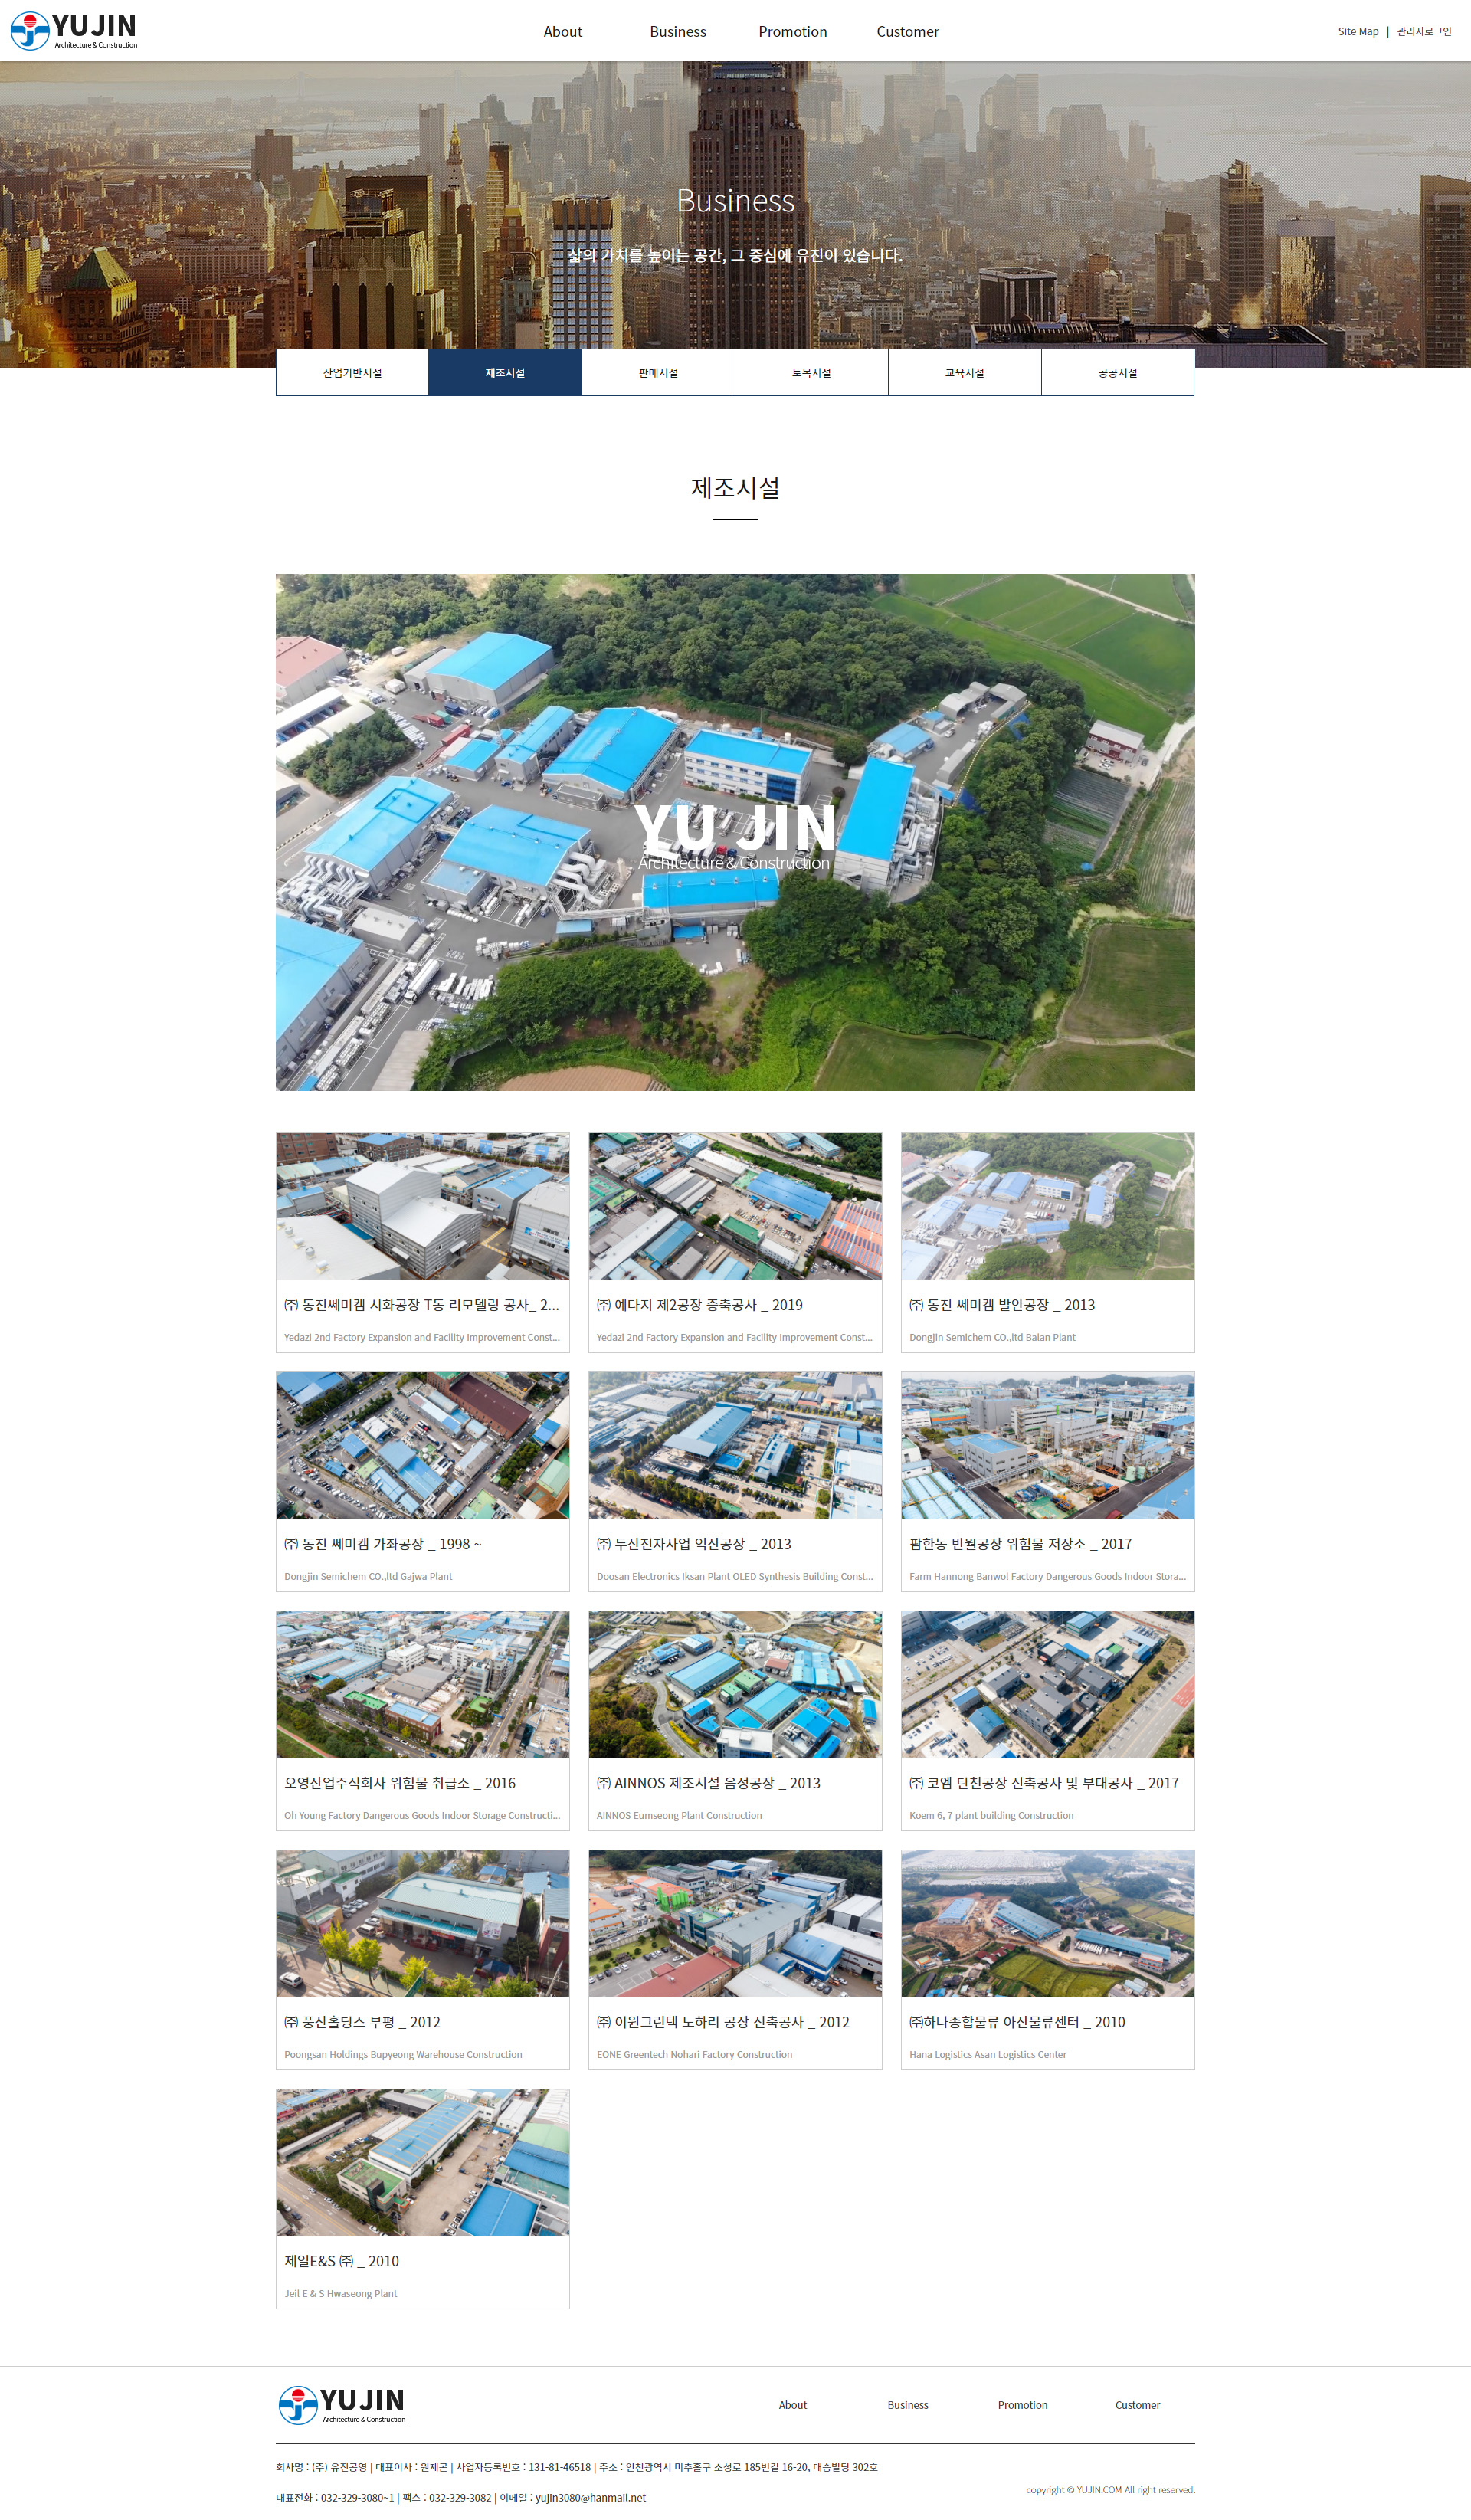 YUJIN
Architecture & Construction
About
Business
Promotion
Customer
Site Map | 관리자로그인
Business
삶의 가치를 높이는 공간, 그 중심에 유진이 있습니다.
산업기반시설
제조시설
판매시설
토목시설
교육시설
공공시설
제조시설
YU JIN
Architecture & Construction
㈜ 동진쎄미켐 시화공장 T동 리모델링 공사_ 2...
Yedazi 2nd Factory Expansion and Facility Improvement Const...
㈜ 예다지 제2공장 증축공사 _ 2019
Yedazi 2nd Factory Expansion and Facility Improvement Const...
㈜ 동진 쎄미켐 발안공장 _ 2013
Dongjin Semichem CO.,ltd Balan Plant
㈜ 동진 쎄미켐 가좌공장 _ 1998 ~
Dongjin Semichem CO.,ltd Gajwa Plant
㈜ 두산전자사업 익산공장 _ 2013
Doosan Electronics Iksan Plant OLED Synthesis Building Const...
팜한농 반월공장 위험물 저장소 _ 2017
Farm Hannong Banwol Factory Dangerous Goods Indoor Stora...
오영산업주식회사 위험물 취급소 _ 2016
Oh Young Factory Dangerous Goods Indoor Storage Constructi...
㈜ AINNOS 제조시설 음성공장 _ 2013
AINNOS Eumseong Plant Construction
㈜ 코엠 탄천공장 신축공사 및 부대공사 _ 2017
Koem 6, 7 plant building Construction
㈜ 풍산홀딩스 부평 _ 2012
Poongsan Holdings Bupyeong Warehouse Construction
㈜ 이원그린텍 노하리 공장 신축공사 _ 2012
EONE Greentech Nohari Factory Construction
㈜하나종합물류 아산물류센터 _ 2010
Hana Logistics Asan Logistics Center
제일E&S ㈜ _ 2010
Jeil E & S Hwaseong Plant
YUJIN
Architecture & Construction
About
Business
Promotion
Customer
회사명 : (주) 유진공영 | 대표이사 : 원제곤 | 사업자등록번호 : 131-81-46518 | 주소 : 인천광역시 미추홀구 소성로 185번길 16-20, 대승빌딩 302호
대표전화 : 032-329-3080~1 | 팩스 : 032-329-3082 | 이메일 : yujin3080@hanmail.net
copyright © YUJIN.COM All right reserved.